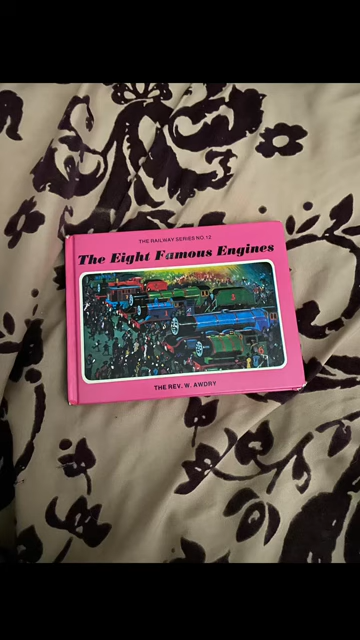 THE RAILWAY SERIES NO. 12
The Eight Famous Engines
THE REV. W. AWDRY